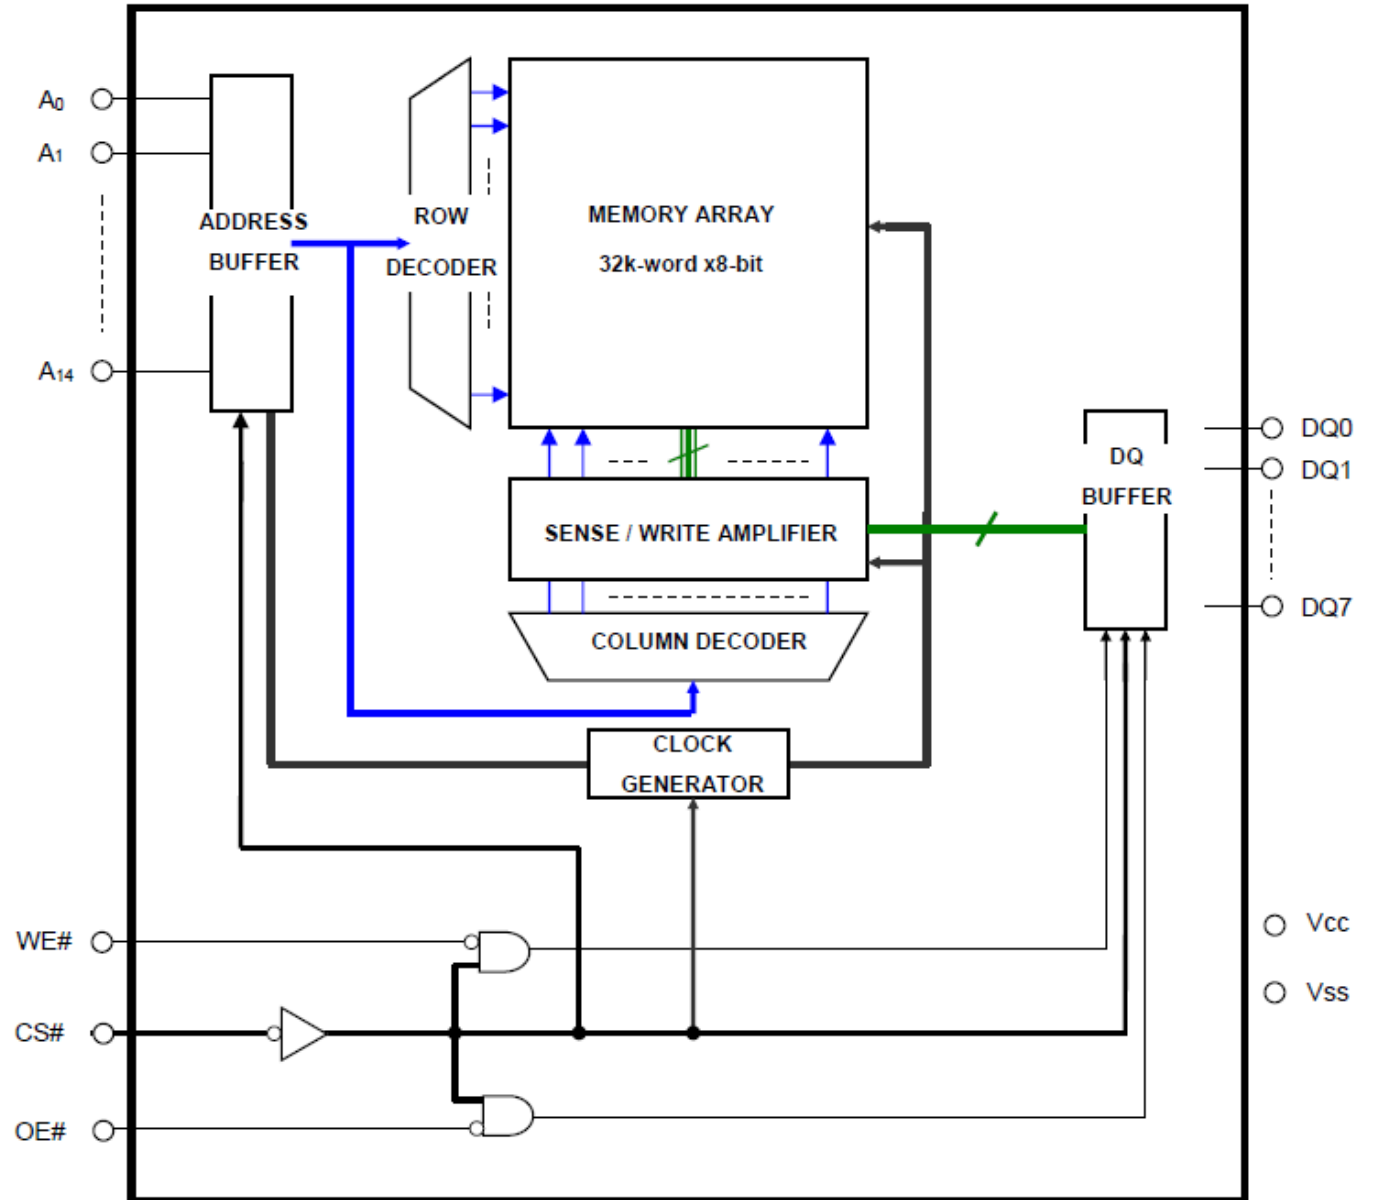 A0
A1
A14
ADDRESS
BUFFER
ROW
DECODER
MEMORY ARRAY
32k-word x8-bit
SENSE / WRITE AMPLIFIER
COLUMN DECODER
CLOCK
GENERATOR
DQ
BUFFER
DQ0
DQ1
DQ7
WE#
CS#
OE#
Vcc
Vss